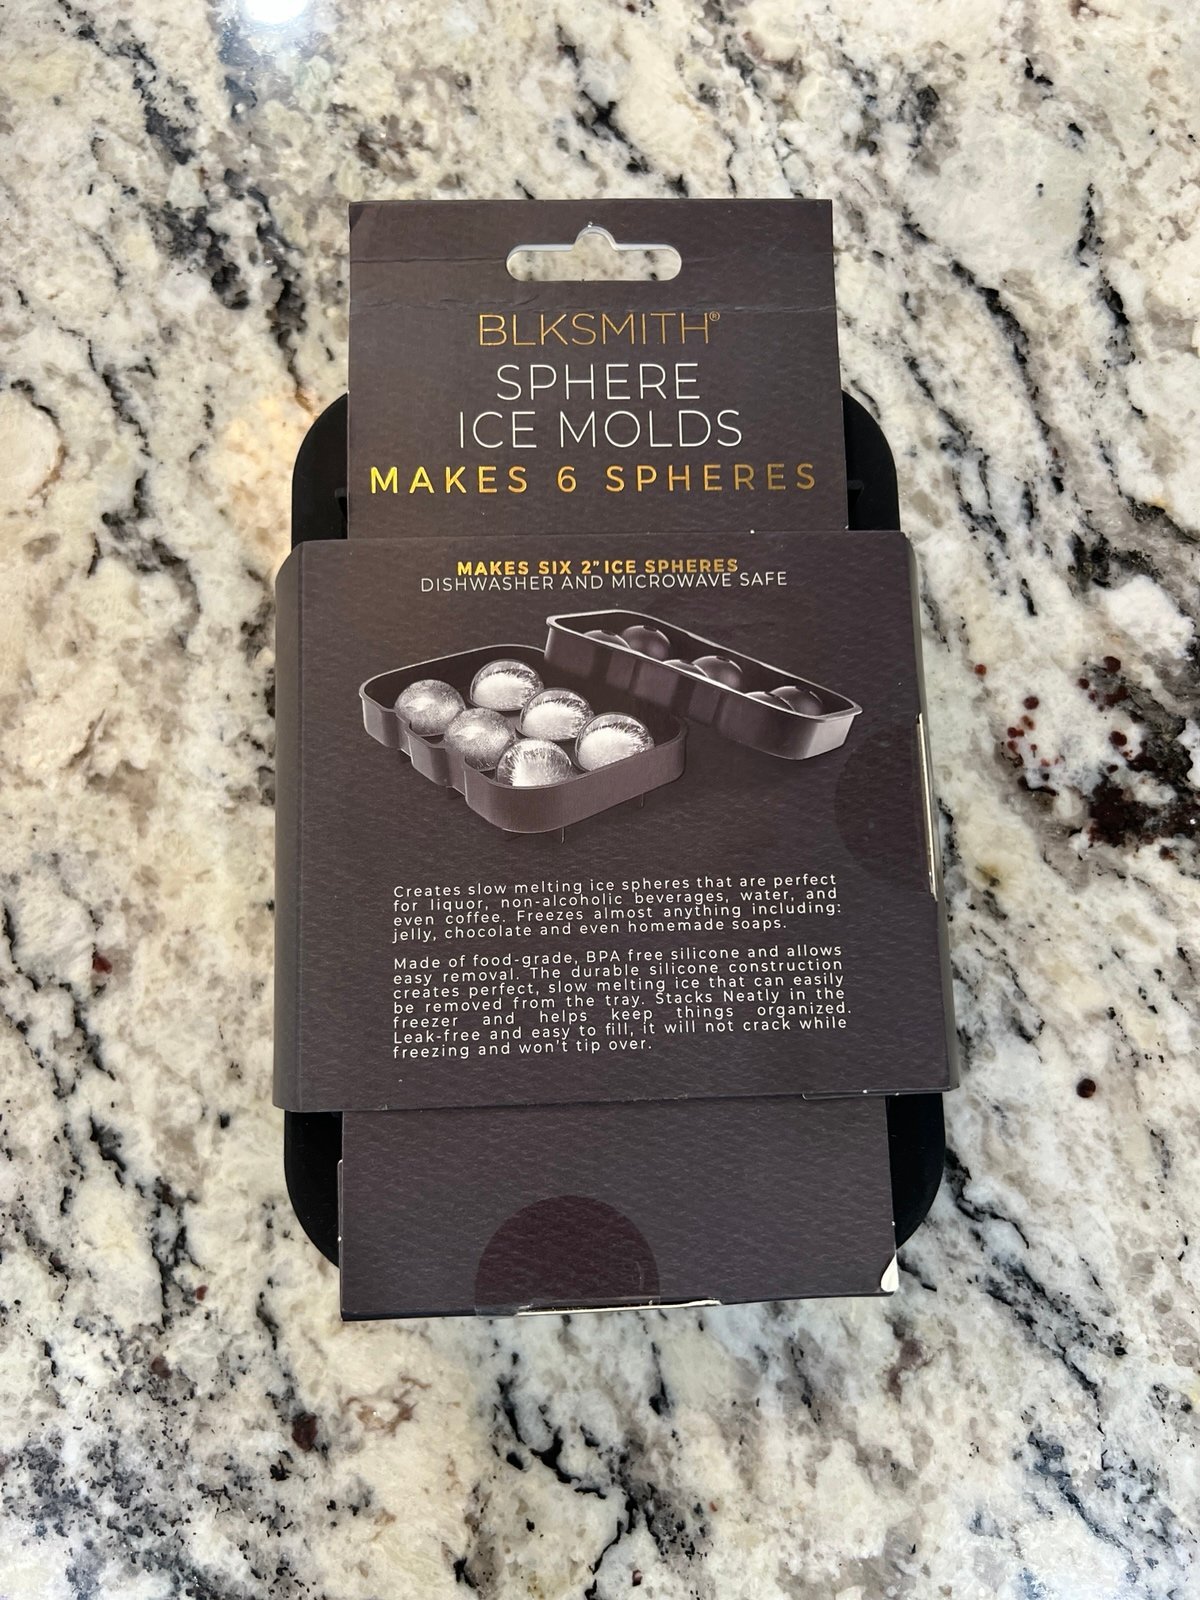 BLKSMITH®
SPHERE
ICE MOLDS
MAKES 6 SPHERES
MAKES SIX 2" ICE SPHERES
DISHWASHER AND MICROWAVE SAFE
Creates slow melting ice spheres that are perfect
for liquor, non-alcoholic beverages, water, and
even coffee. Freezes almost anything including:
jelly, chocolate and even homemade soaps.
Made of food-grade, BPA free silicone and allows
easy removal. The durable silicone construction
creates perfect, slow melting ice that can easily
be removed from the tray. Stacks Neatly in the
freezer and helps keep things organized.
Leak-free and easy to fill, it will not crack while
freezing and won't tip over.